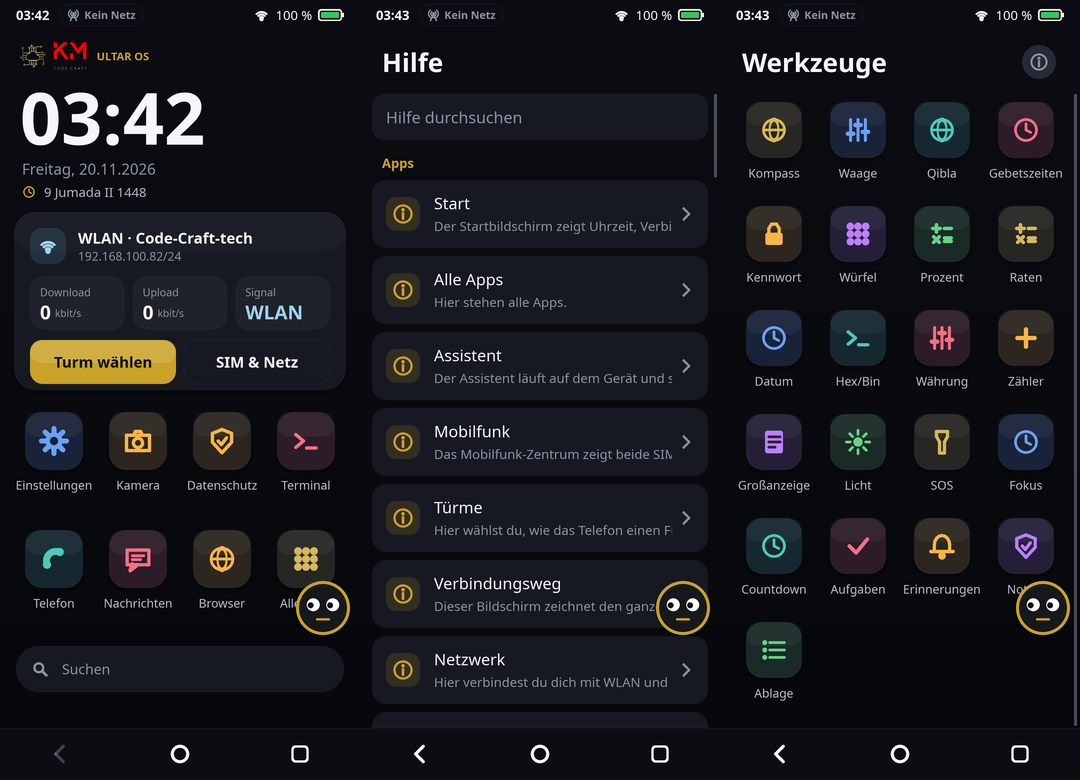 03:42 Kein Netz 100 %
KM ULTAR OS
CODE CRAFT
03:42
Freitag, 20.11.2026
9 Jumada II 1448
WLAN · Code-Craft-tech
192.168.100.82/24
Download Upload Signal
0 kbit/s 0 kbit/s WLAN
Turm wählen SIM & Netz
Einstellungen Kamera Datenschutz Terminal
Telefon Nachrichten Browser
Suchen
03:43 Kein Netz 100 %
Hilfe
Hilfe durchsuchen
Apps
Start
Der Startbildschirm zeigt Uhrzeit, Verbi
Alle Apps
Hier stehen alle Apps.
Assistent
Der Assistent läuft auf dem Gerät und s
Mobilfunk
Das Mobilfunk-Zentrum zeigt beide SIM
Türme
Hier wählst du, wie das Telefon einen F
Verbindungsweg
Dieser Bildschirm zeichnet den ganz
Netzwerk
Hier verbindest du dich mit WLAN und
03:43 Kein Netz 100 %
Werkzeuge
Kompass Waage Qibla Gebetszeiten
Kennwort Würfel Prozent Raten
Datum Hex/Bin Währung Zähler
Großanzeige Licht SOS Fokus
Countdown Aufgaben Erinnerungen
Ablage